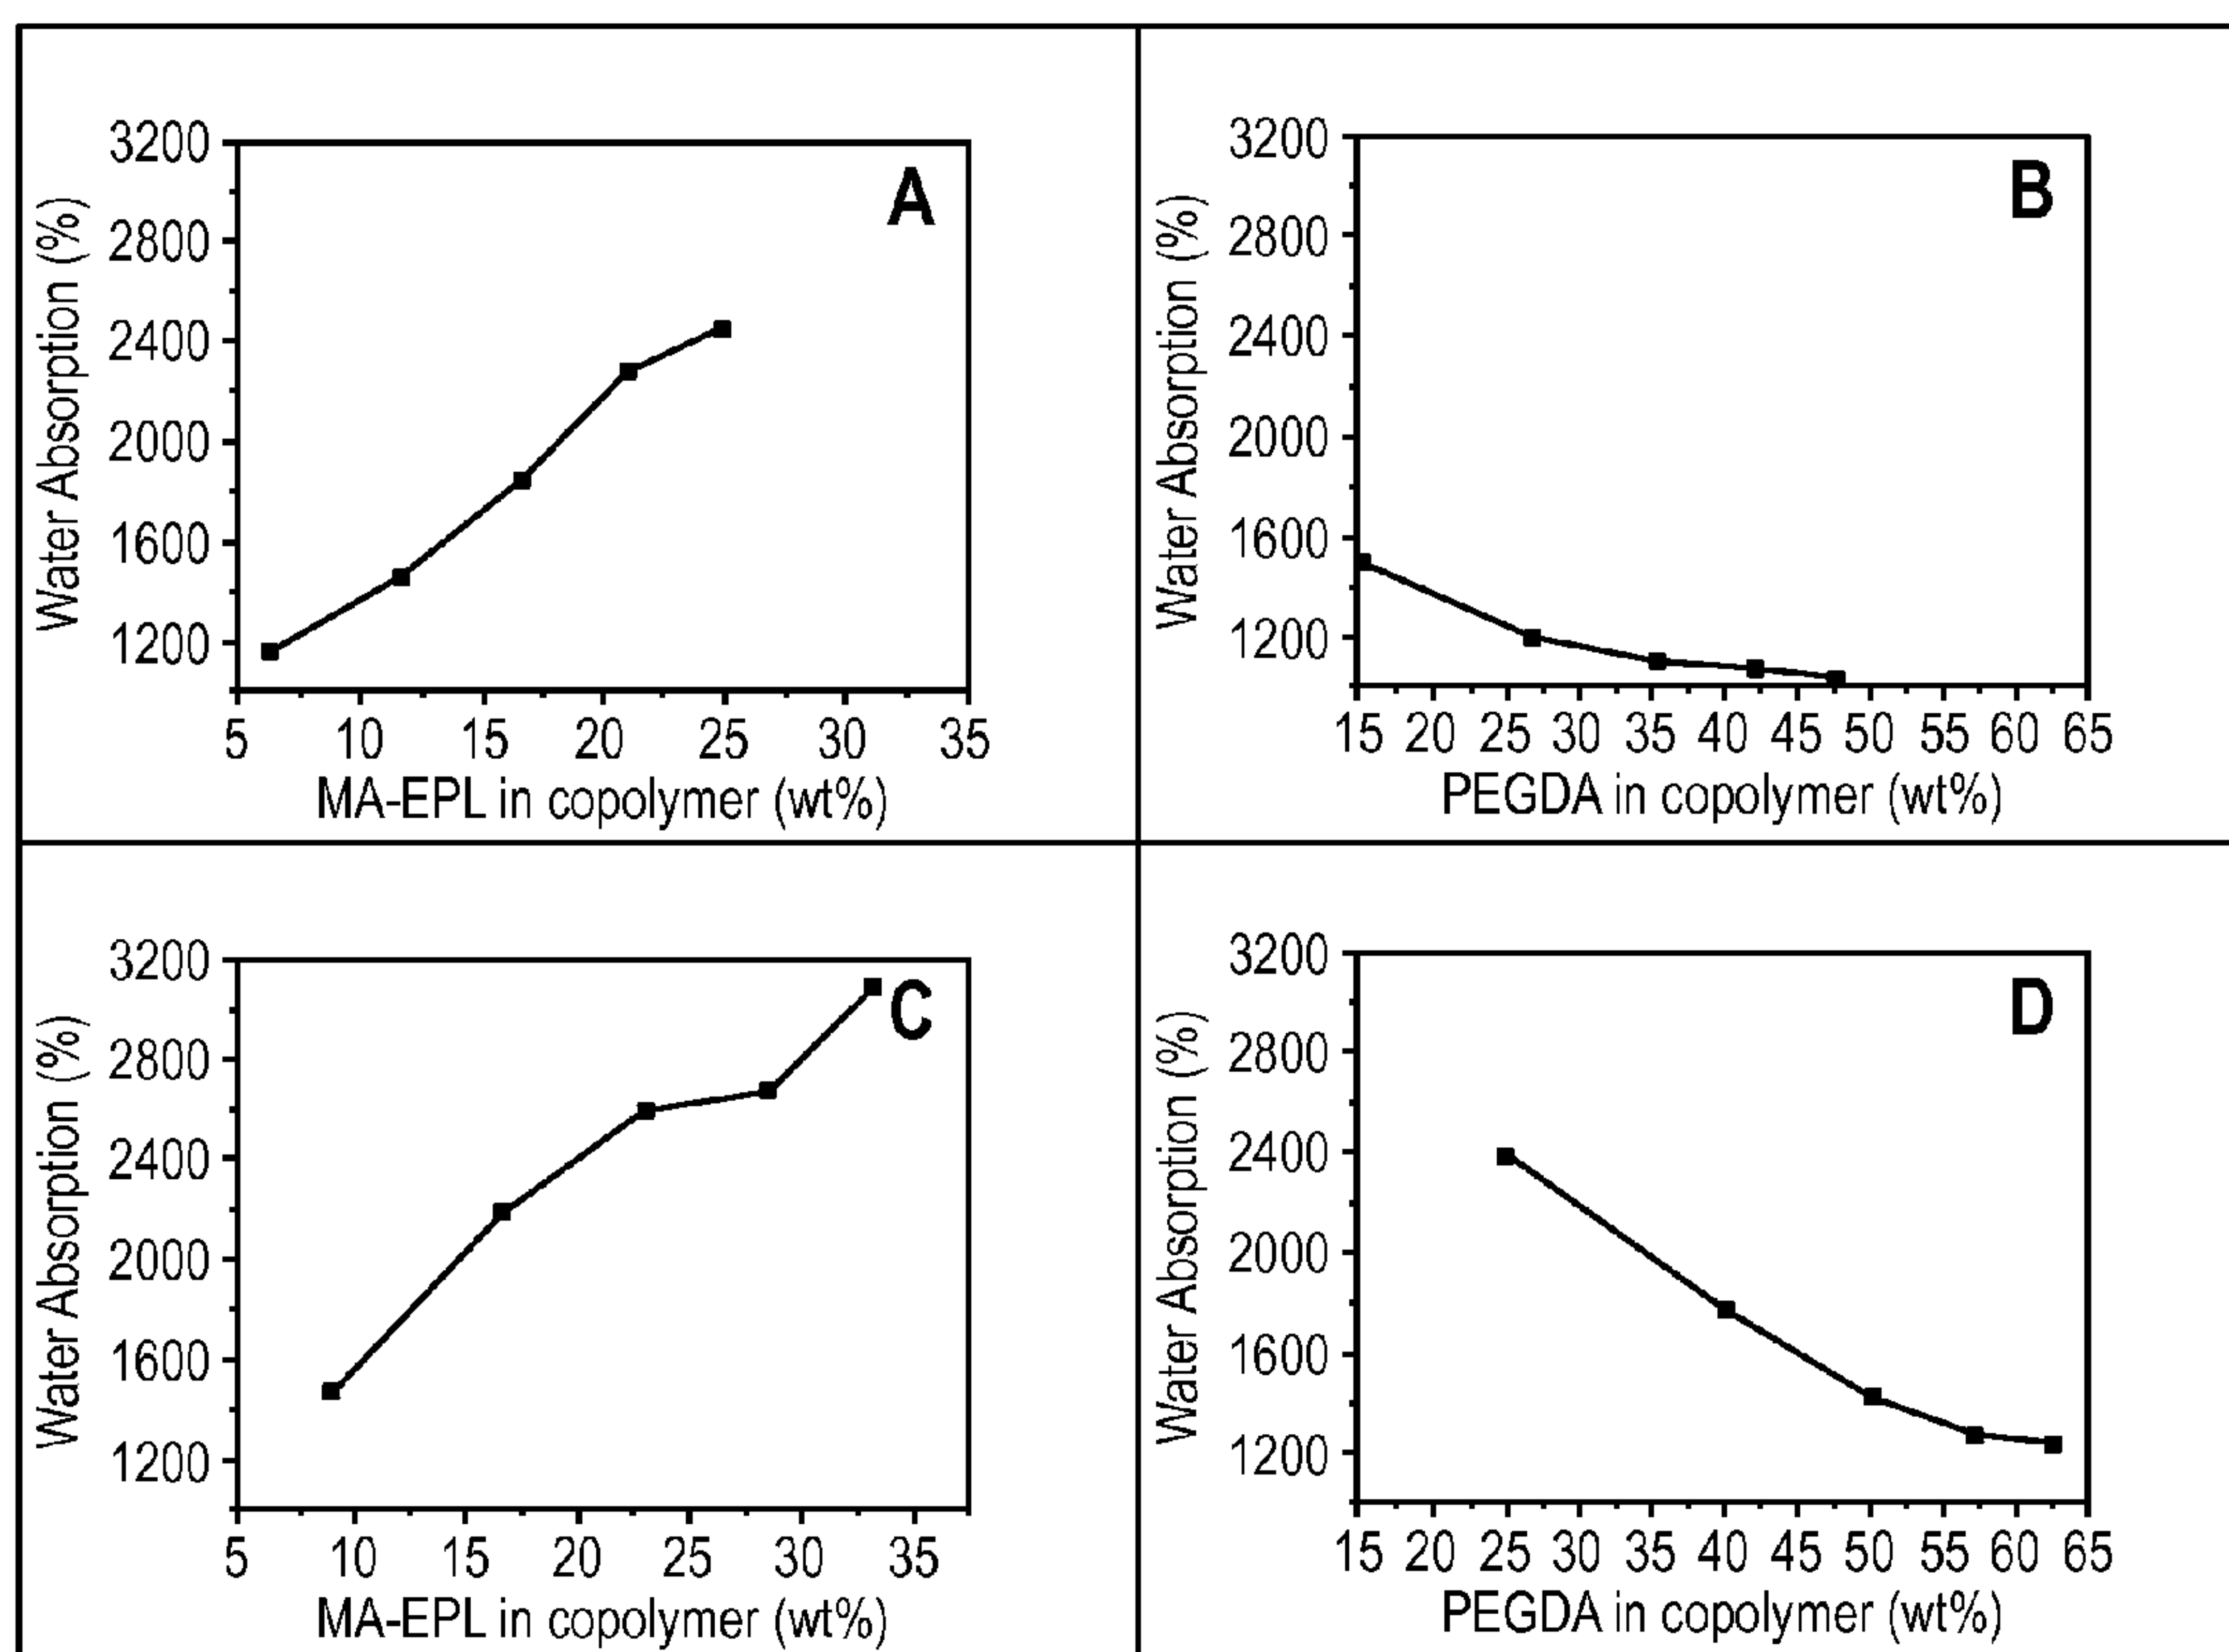 A
Water Absorption (%)
3200
2800
2400
2000
1600
1200
5 10 15 20 25 30 35
MA-EPL in copolymer (wt%)
B
Water Absorption (%)
3200
2800
2400
2000
1600
1200
15 20 25 30 35 40 45 50 55 60 65
PEGDA in copolymer (wt%)
C
Water Absorption (%)
3200
2800
2400
2000
1600
1200
5 10 15 20 25 30 35
MA-EPL in copolymer (wt%)
D
Water Absorption (%)
3200
2800
2400
2000
1600
1200
15 20 25 30 35 40 45 50 55 60 65
PEGDA in copolymer (wt%)